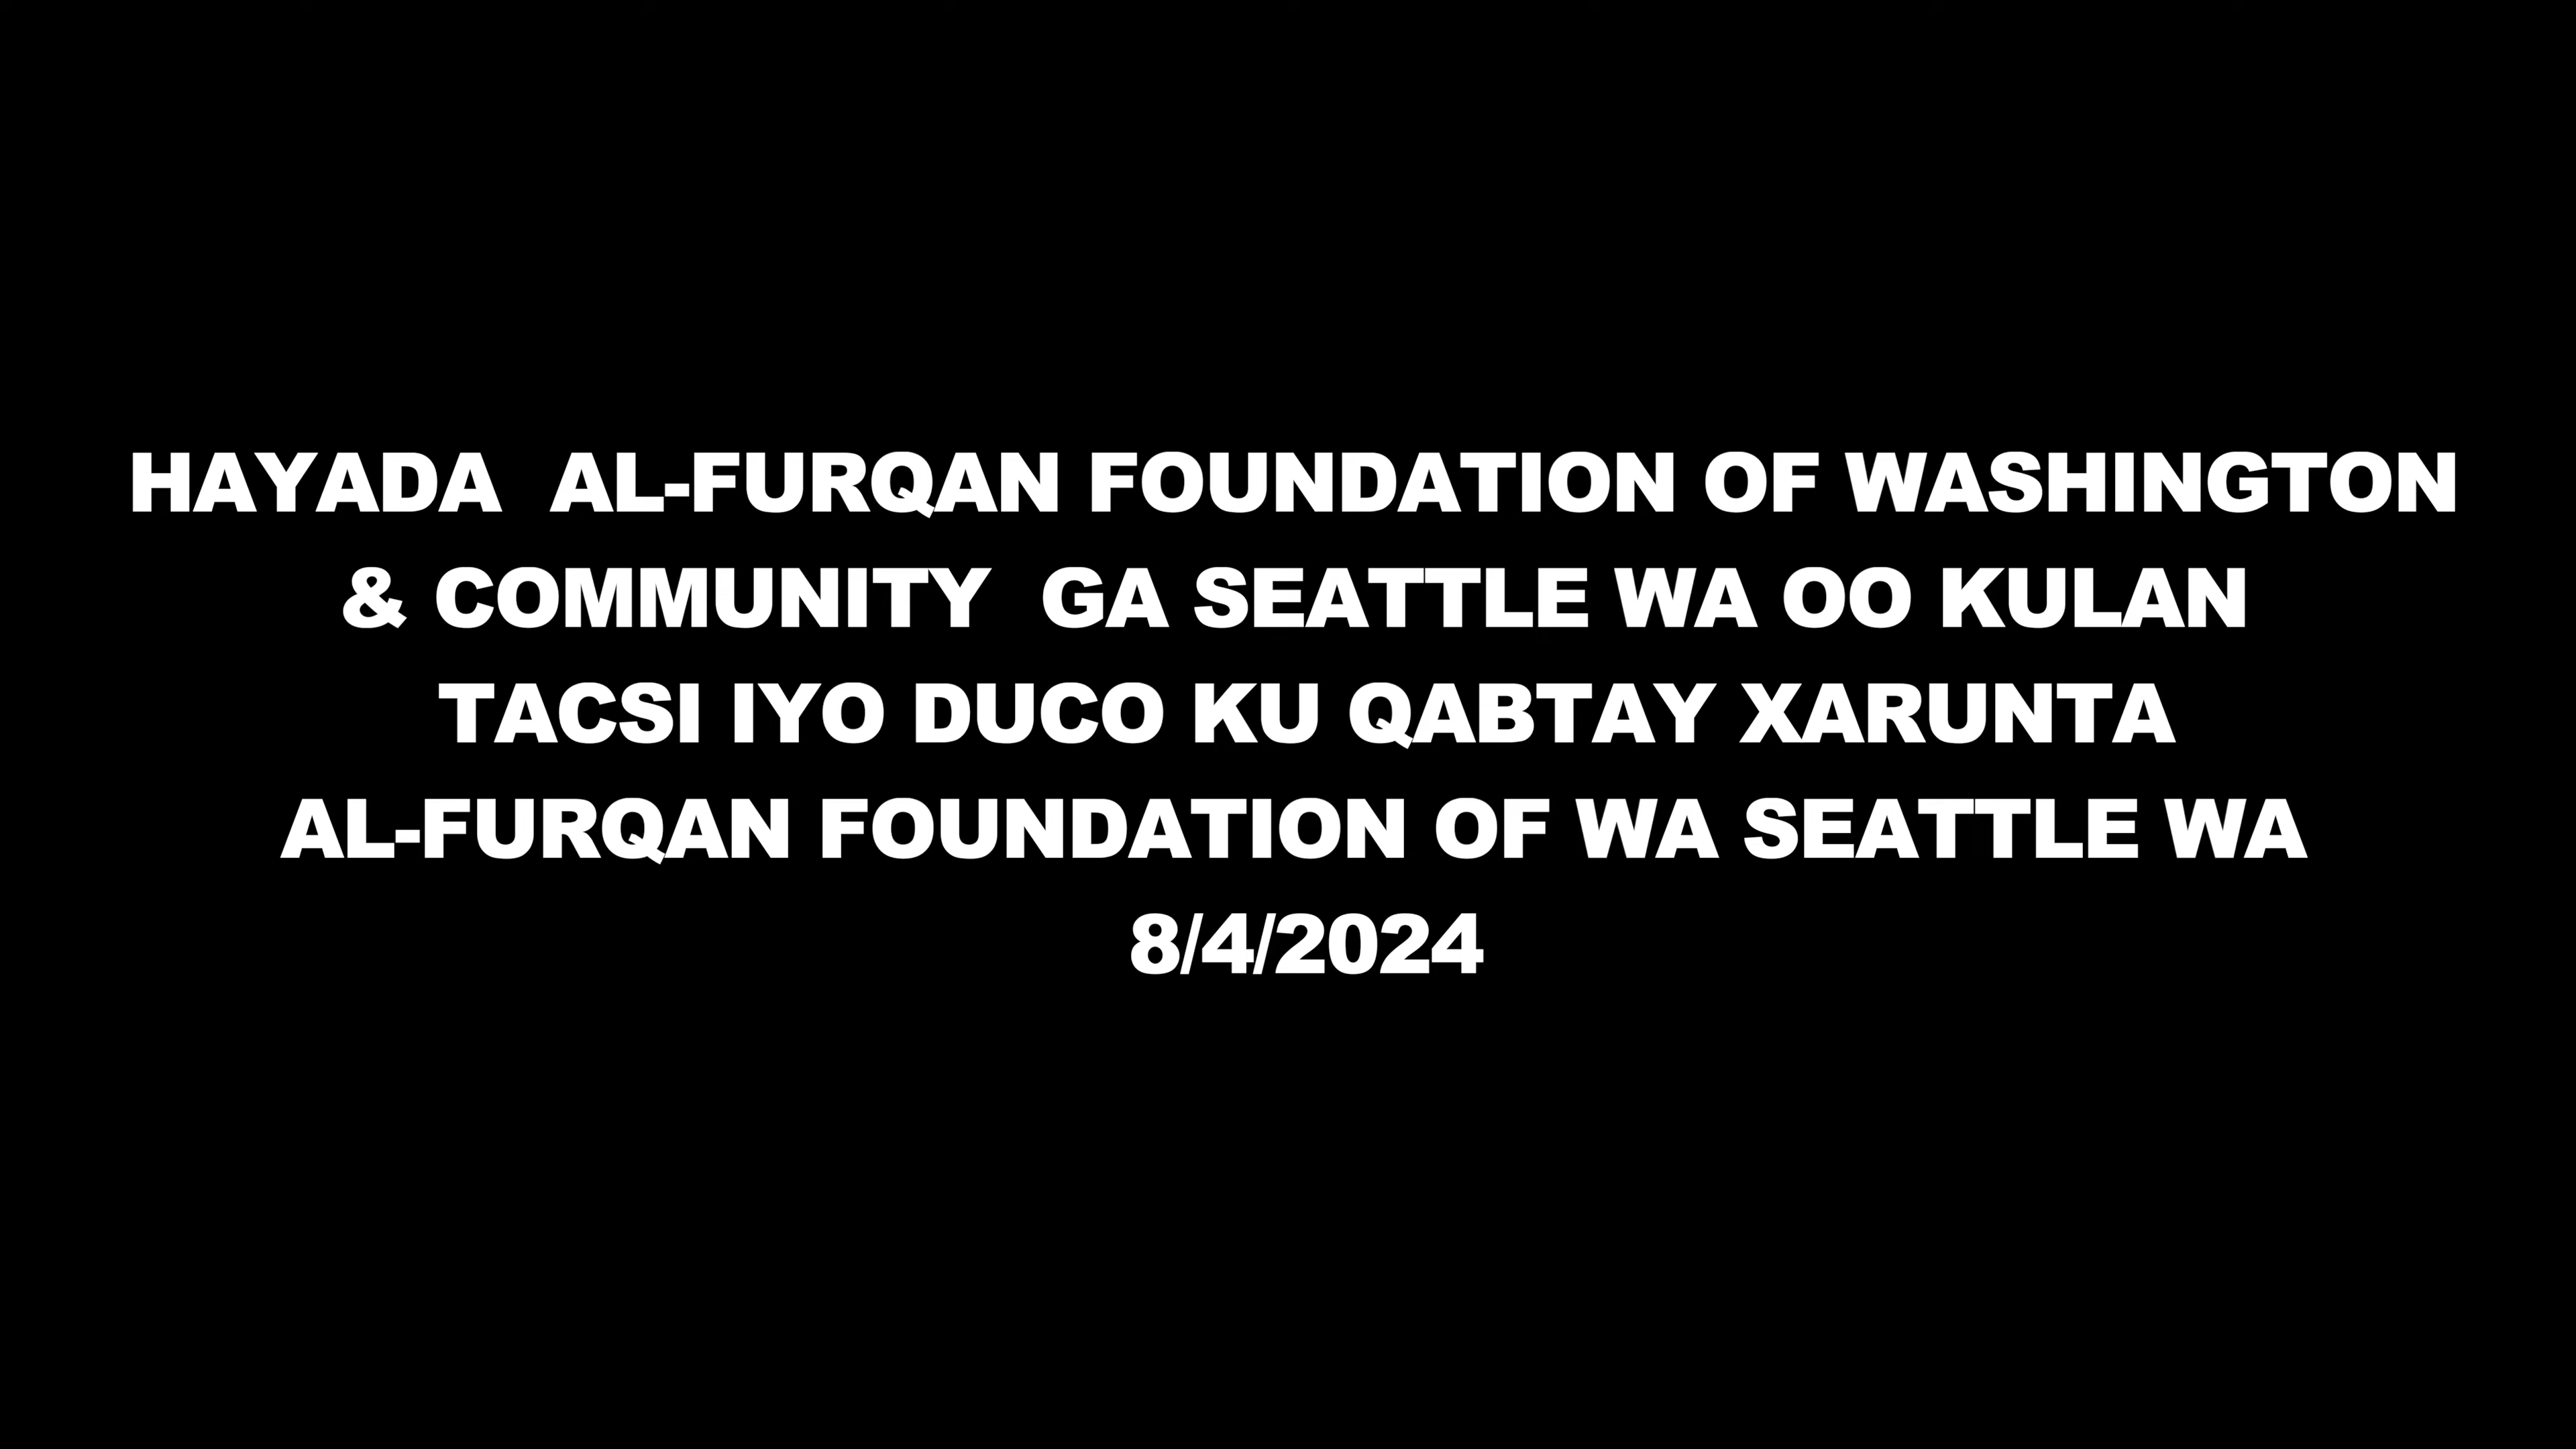 HAYADA  AL-FURQAN FOUNDATION OF WASHINGTON
& COMMUNITY  GA SEATTLE WA OO KULAN
TACSI IYO DUCO KU QABTAY XARUNTA
AL-FURQAN FOUNDATION OF WA SEATTLE WA
8/4/2024